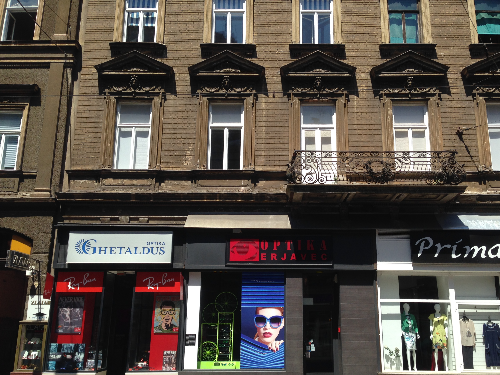 OPTIKA
GHETALDUS
OPTIKA
ERJAVEC
Prima
Ray-Ban
Ray-Ban